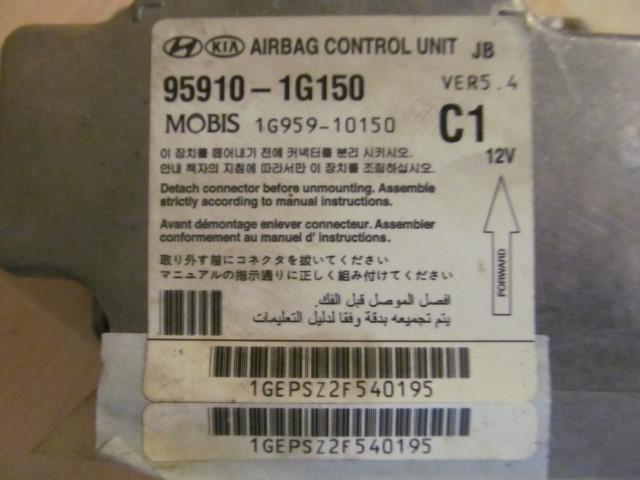 HYUNDAI KIA AIRBAG CONTROL UNIT JB
95910-1G150 VER5.4
MOBIS 1G959-10150 C1
12V
이 장치를 떼어내기 전에 커넥터를 분리 시키시오.
안내 책자의 지침에 따라서만 이 장치를 조립하십시오.
Detach connector before unmounting. Assemble
strictly according to manual instructions.
Avant démontage enlever connecteur. Assembler
conformement au manuel d' instructions.
FORWARD
取り外す前にコネクタを抜いてください
マニュアルの指示通りに正しく組み付けてください
افصل الموصل قبل الفك.
يتم تجميعه بدقة وفقا لدليل التعليمات
1GEPSZ2F540195
1GEPSZ2F540195